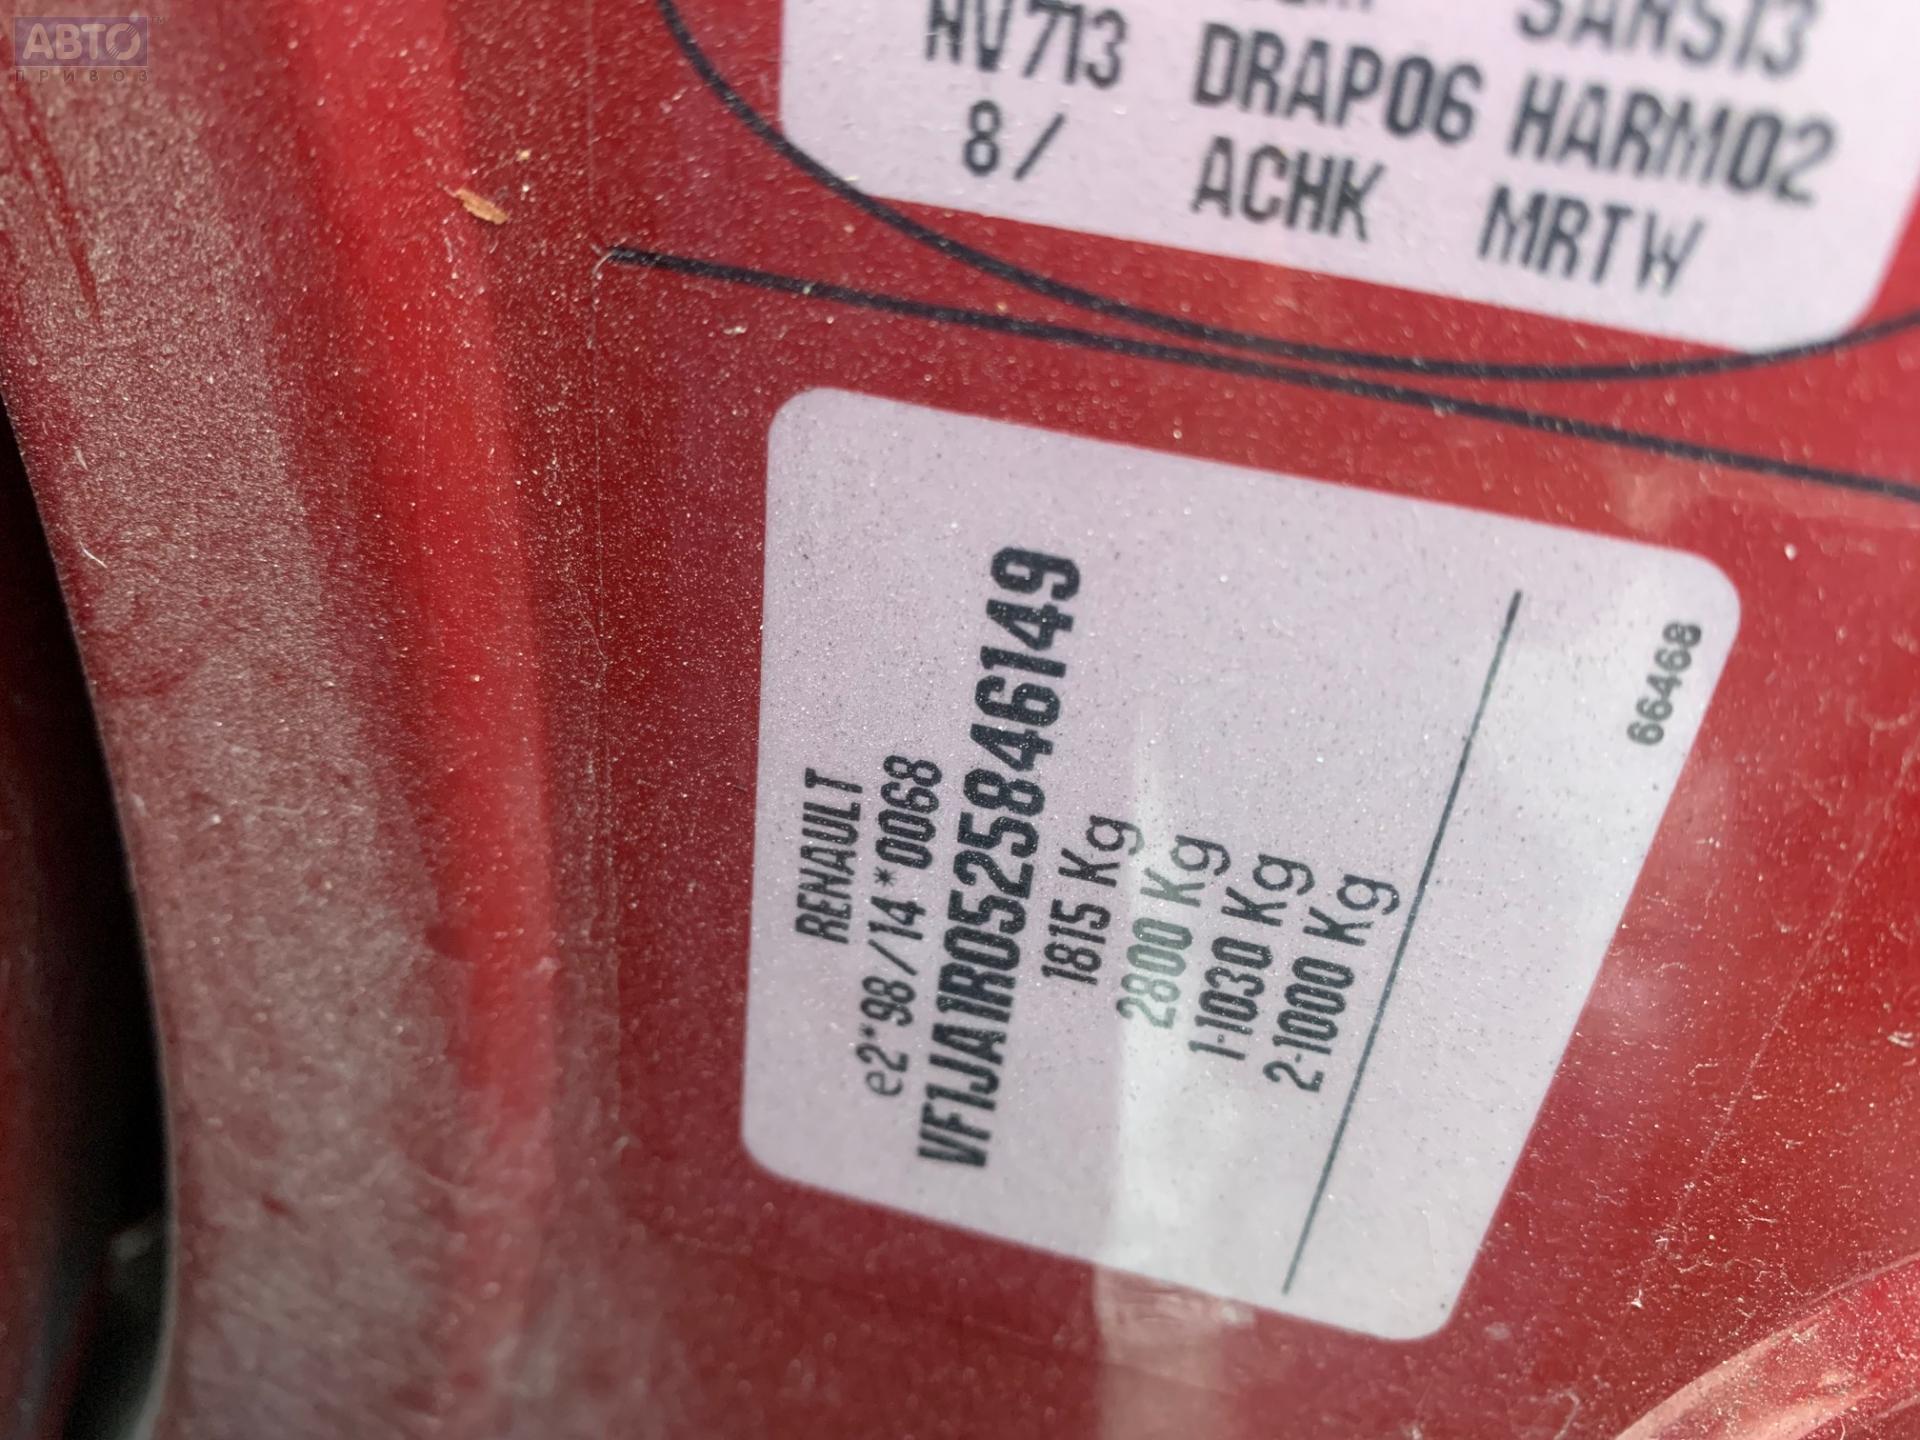 АВТО
ПРИВОЗ
SANS13
NV713 DRAP06 HARM02
8/ ACHK MRTW
RENAULT
e2*98/14*0068
VF1JA1R0525846149
1815 Kg
2800 Kg
1-1030 Kg
2-1000 Kg
66468